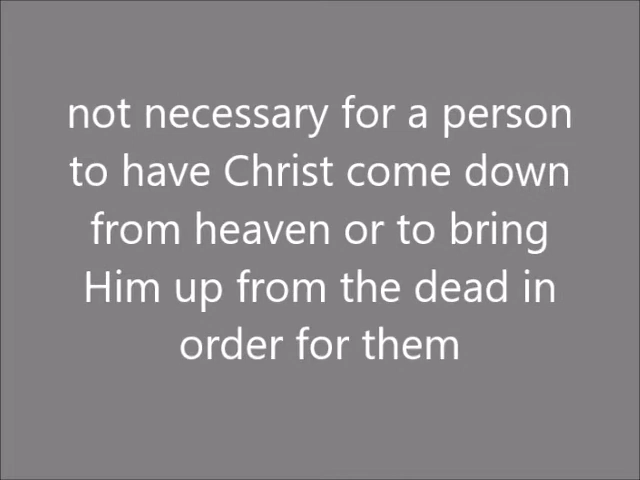 not necessary for a person
to have Christ come down
from heaven or to bring
Him up from the dead in
order for them